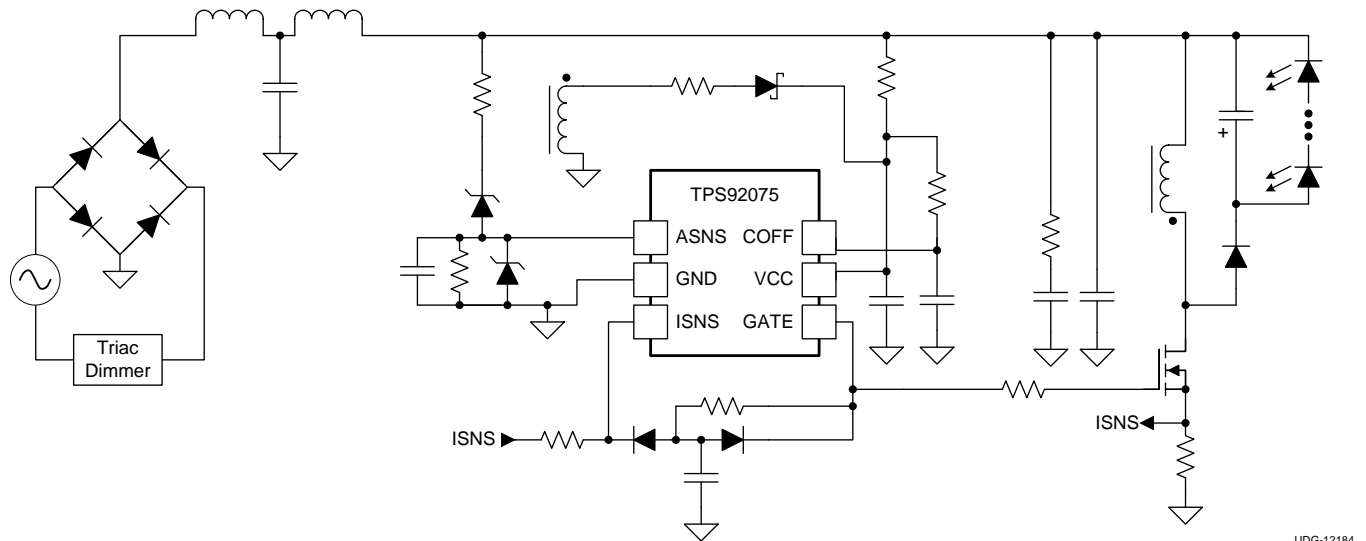 TPS92075
ASNS
COFF
GND
VCC
ISNS
GATE
Triac
Dimmer
ISNS
ISNS
+
UDG-12184